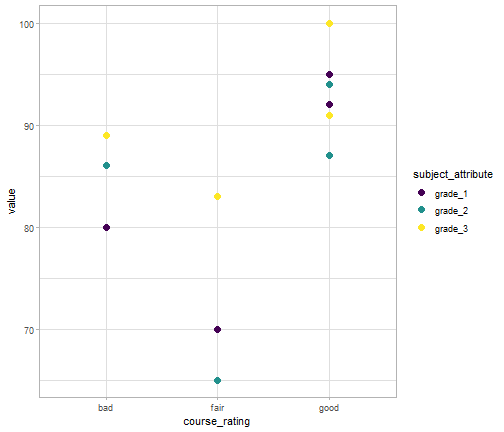 100
90
80
70
value
bad
fair
good
course_rating
subject_attribute
grade_1
grade_2
grade_3